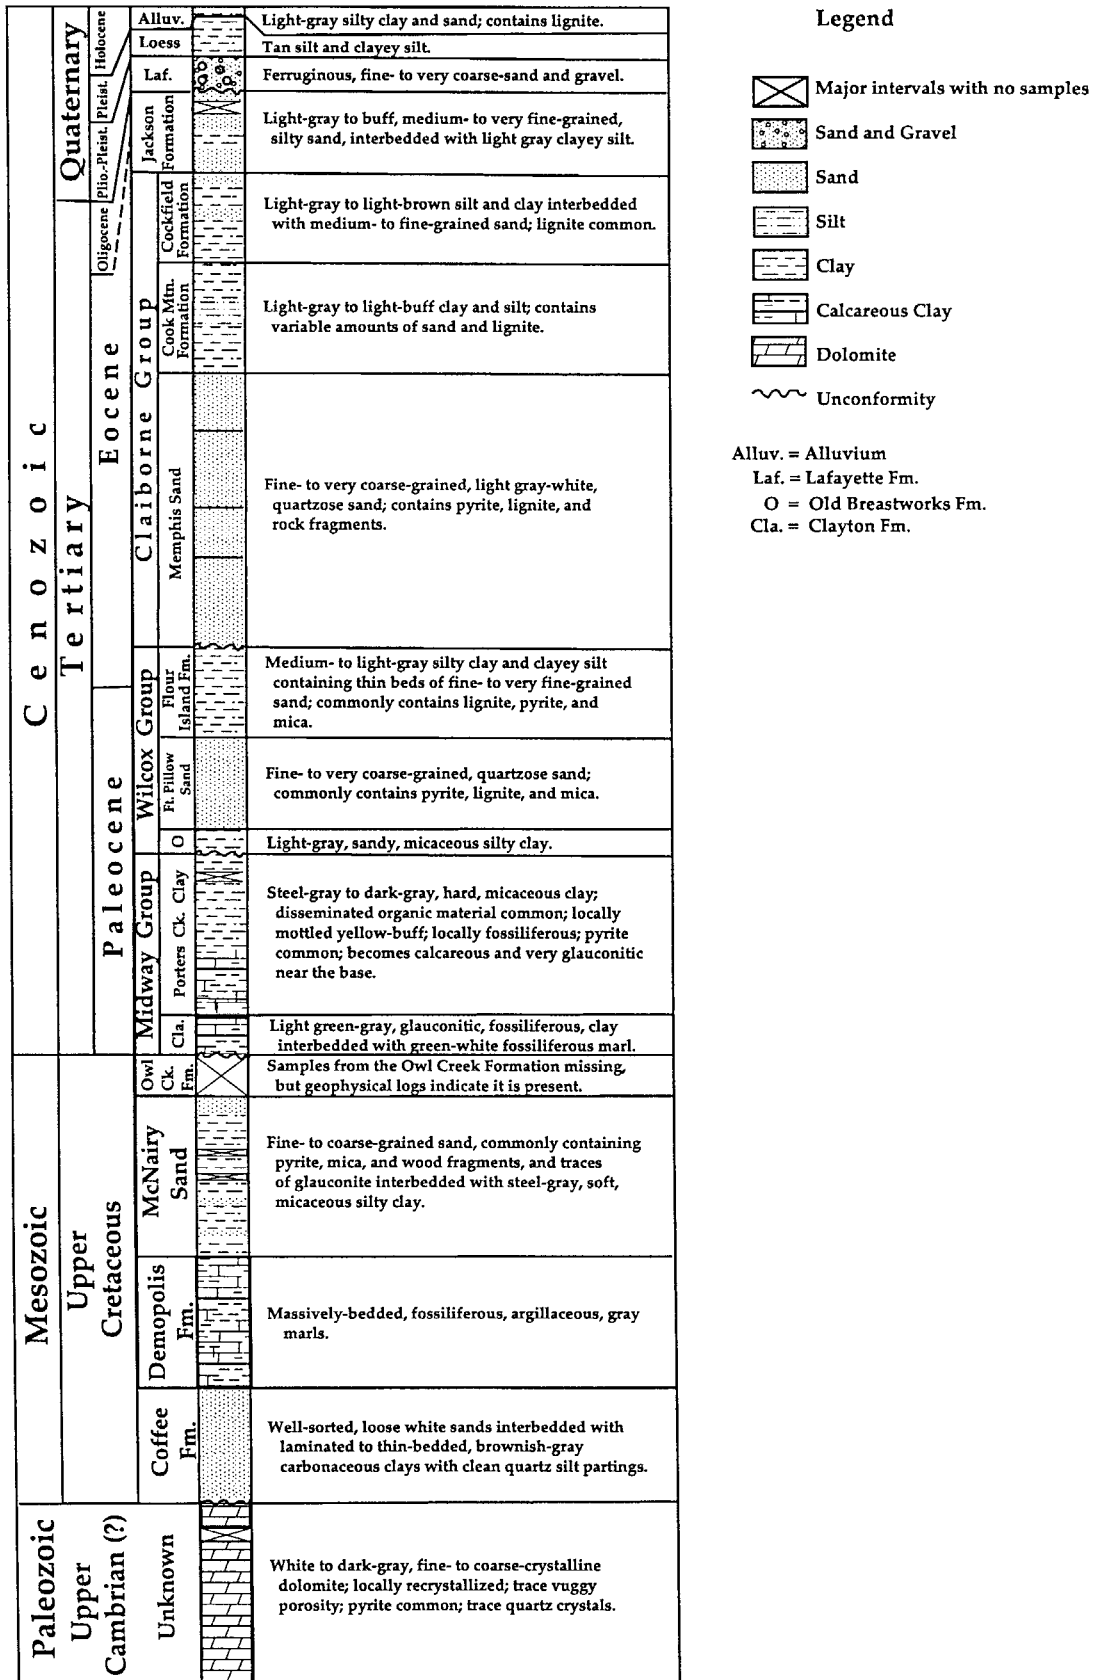 Cenozoic
Mesozoic
Paleozoic
Quaternary
Tertiary
Upper
Cretaceous
Upper
Cambrian (?)
Holocene
Pleist.
Plio.-Pleist.
Oligocene
Eocene
Paleocene
Alluv.
Light-gray silty clay and sand; contains lignite.
Loess
Tan silt and clayey silt.
Laf.
Ferruginous, fine- to very coarse-sand and gravel.
Jackson
Formation
Light-gray to buff, medium- to very fine-grained,
silty sand, interbedded with light gray clayey silt.
Claiborne Group
Cockfield
Formation
Light-gray to light-brown silt and clay interbedded
with medium- to fine-grained sand; lignite common.
Cook Mtn.
Formation
Light-gray to light-buff clay and silt; contains
variable amounts of sand and lignite.
Memphis Sand
Fine- to very coarse-grained, light gray-white,
quartzose sand; contains pyrite, lignite, and
rock fragments.
Wilcox Group
Flour
Island Fm.
Medium- to light-gray silty clay and clayey silt
containing thin beds of fine- to very fine-grained
sand; commonly contains lignite, pyrite, and
mica.
Ft. Pillow
Sand
Fine- to very coarse-grained, quartzose sand;
commonly contains pyrite, lignite, and mica.
O
Light-gray, sandy, micaceous silty clay.
Midway Group
Porters Ck. Clay
Steel-gray to dark-gray, hard, micaceous clay;
disseminated organic material common; locally
mottled yellow-buff; locally fossiliferous; pyrite
common; becomes calcareous and very glauconitic
near the base.
Cla.
Light green-gray, glauconitic, fossiliferous, clay
interbedded with green-white fossiliferous marl.
Owl
Ck.
Fm.
Samples from the Owl Creek Formation missing,
but geophysical logs indicate it is present.
McNairy
Sand
Fine- to coarse-grained sand, commonly containing
pyrite, mica, and wood fragments, and traces
of glauconite interbedded with steel-gray, soft,
micaceous silty clay.
Demopolis
Fm.
Massively-bedded, fossiliferous, argillaceous, gray
marls.
Coffee
Fm.
Well-sorted, loose white sands interbedded with
laminated to thin-bedded, brownish-gray
carbonaceous clays with clean quartz silt partings.
Unknown
White to dark-gray, fine- to coarse-crystalline
dolomite; locally recrystallized; trace vuggy
porosity; pyrite common; trace quartz crystals.
Legend
Major intervals with no samples
Sand and Gravel
Sand
Silt
Clay
Calcareous Clay
Dolomite
Unconformity
Alluv. = Alluvium
Laf. = Lafayette Fm.
O = Old Breastworks Fm.
Cla. = Clayton Fm.